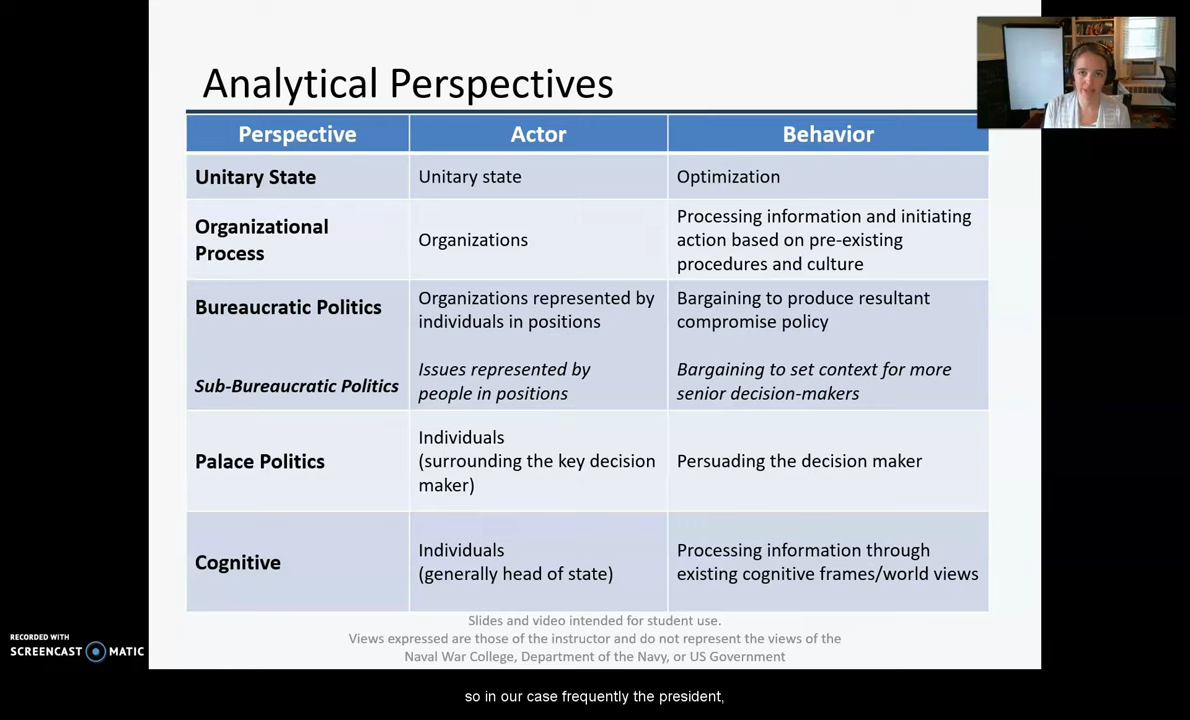 Analytical Perspectives
Perspective
Actor
Behavior
Unitary State
Unitary state
Optimization
Organizational
Process
Organizations
Processing information and initiating
action based on pre-existing
procedures and culture
Bureaucratic Politics
Organizations represented by
individuals in positions
Bargaining to produce resultant
compromise policy
Sub-Bureaucratic Politics
Issues represented by
people in positions
Bargaining to set context for more
senior decision-makers
Palace Politics
Individuals
(surrounding the key decision
maker)
Persuading the decision maker
Cognitive
Individuals
(generally head of state)
Processing information through
existing cognitive frames/world views
Slides and video intended for student use.
Views expressed are those of the instructor and do not represent the views of the
Naval War College, Department of the Navy, or US Government
RECORDED WITH
SCREENCAST MATIC
so in our case frequently the president,